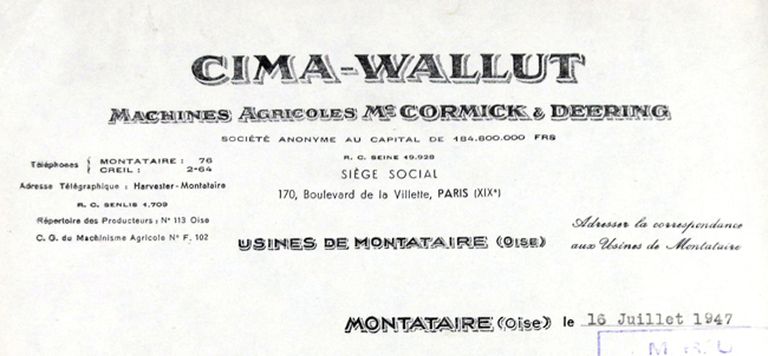 CIMA-WALLUT
MACHINES AGRICOLES Mc CORMICK & DEERING
SOCIÉTÉ ANONYME AU CAPITAL DE 184.800.000 FRS
R. C. SEINE 49.928
SIÈGE SOCIAL
170, Boulevard de la Villette, PARIS (XIXe)
Téléphones { MONTATAIRE : 76
CREIL : 2-64
Adresse Télégraphique : Harvester-Montataire
R. C. SENLIS 4.709
Répertoire des Producteurs : N° 113 Oise
C. G. du Machinisme Agricole N° F. 102
USINES DE MONTATAIRE (OISE)
Adresser la correspondance
aux Usines de Montataire
MONTATAIRE (Oise) le 16 Juillet 1947